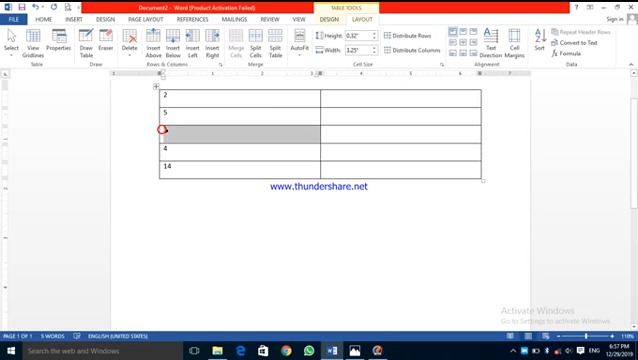 Document2 - Word (Product Activation Failed)
TABLE TOOLS
Sign in
FILE HOME INSERT DESIGN PAGE LAYOUT REFERENCES MAILINGS REVIEW VIEW DESIGN LAYOUT
Select
View Gridlines
Properties
Draw Table
Eraser
Delete
Insert Above
Insert Below
Insert Left
Insert Right
Merge Cells
Split Cells
Split Table
AutoFit
Height: 0.32"
Width: 3.25"
Distribute Rows
Distribute Columns
Text Direction
Cell Margins
Sort
Repeat Header Rows
Convert to Text
Formula
Table Draw Rows & Columns Merge Cell Size Alignment Data
2
5
4
14
www.thundershare.net
Activate Windows
Go to Settings to activate Windows.
PAGE 1 OF 1 5 WORDS ENGLISH (UNITED STATES) 118%
Search the web and Windows
ENG
6:57 PM
12/29/2019